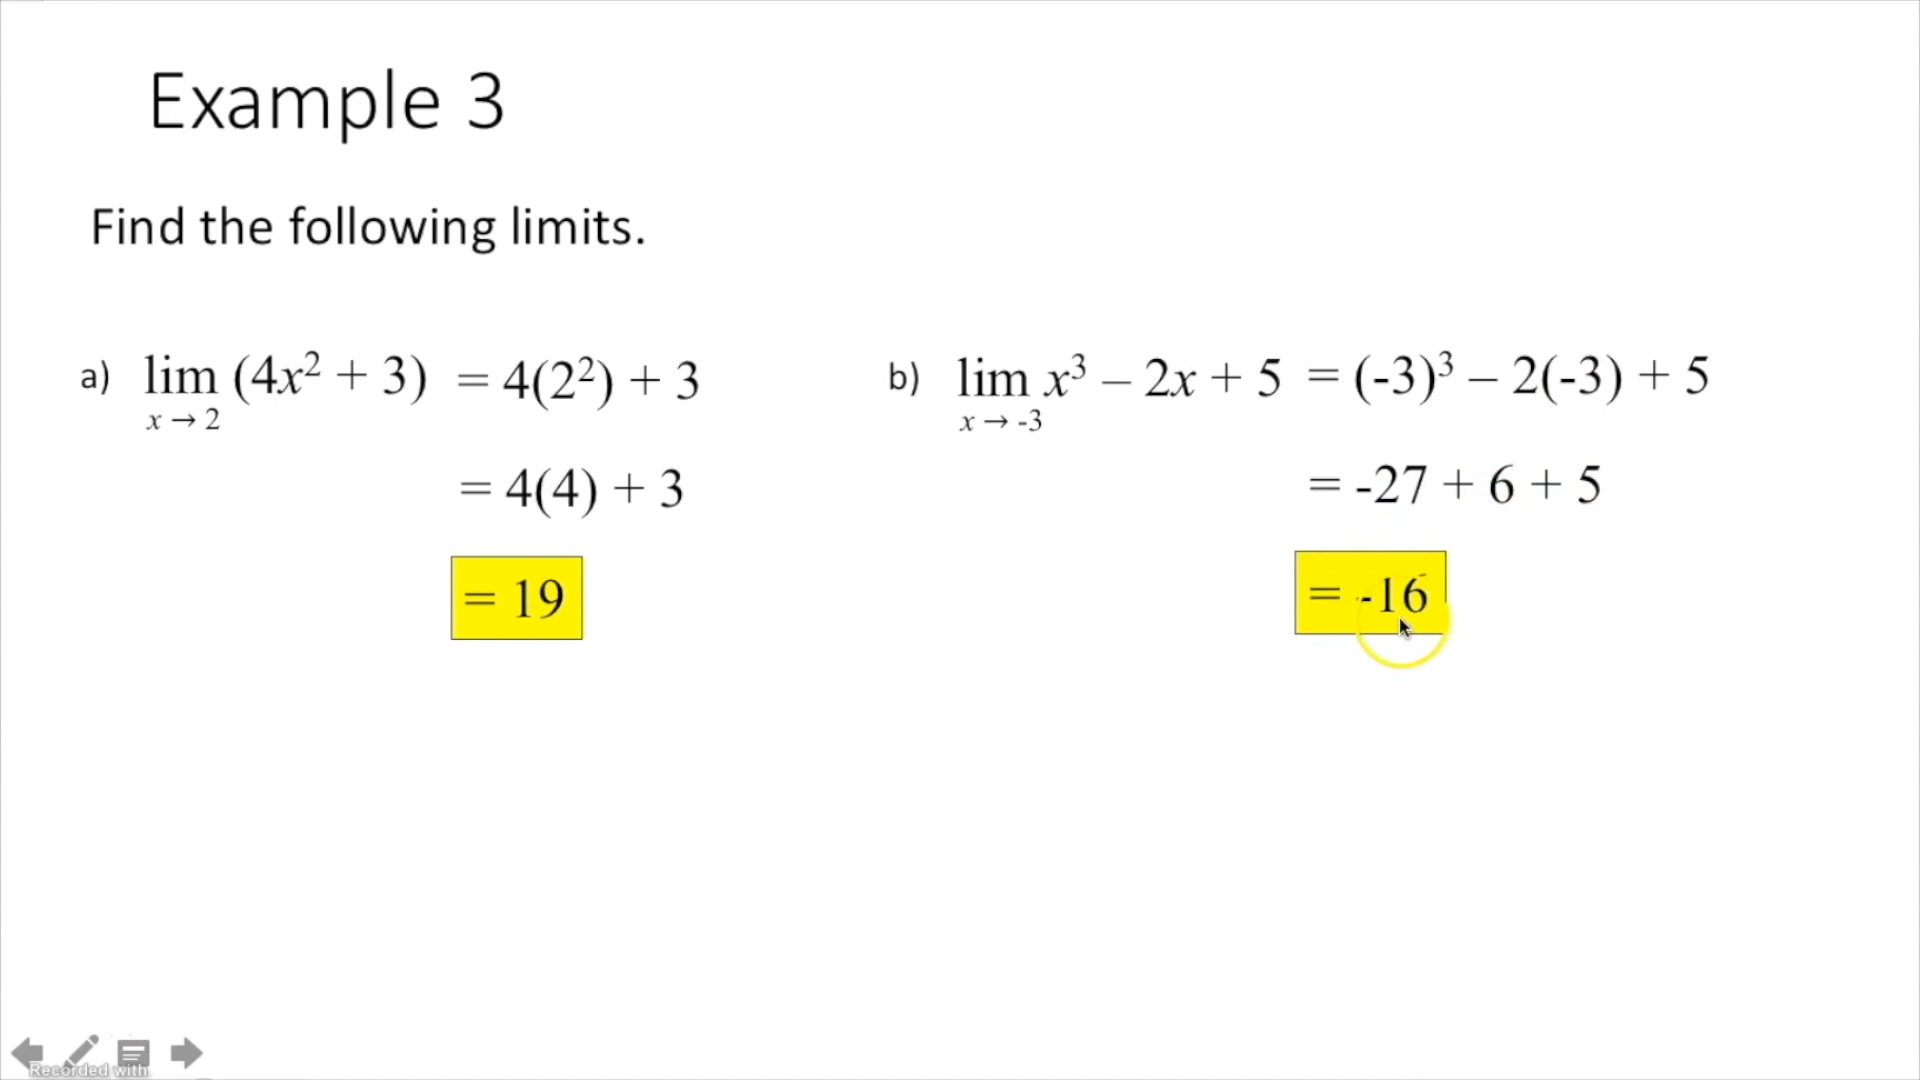 Example 3
Find the following limits.
a) lim (4x² + 3) = 4(2²) + 3
x → 2
= 4(4) + 3
= 19
b) lim x³ – 2x + 5 = (-3)³ – 2(-3) + 5
x → -3
= -27 + 6 + 5
= -16
Recorded with